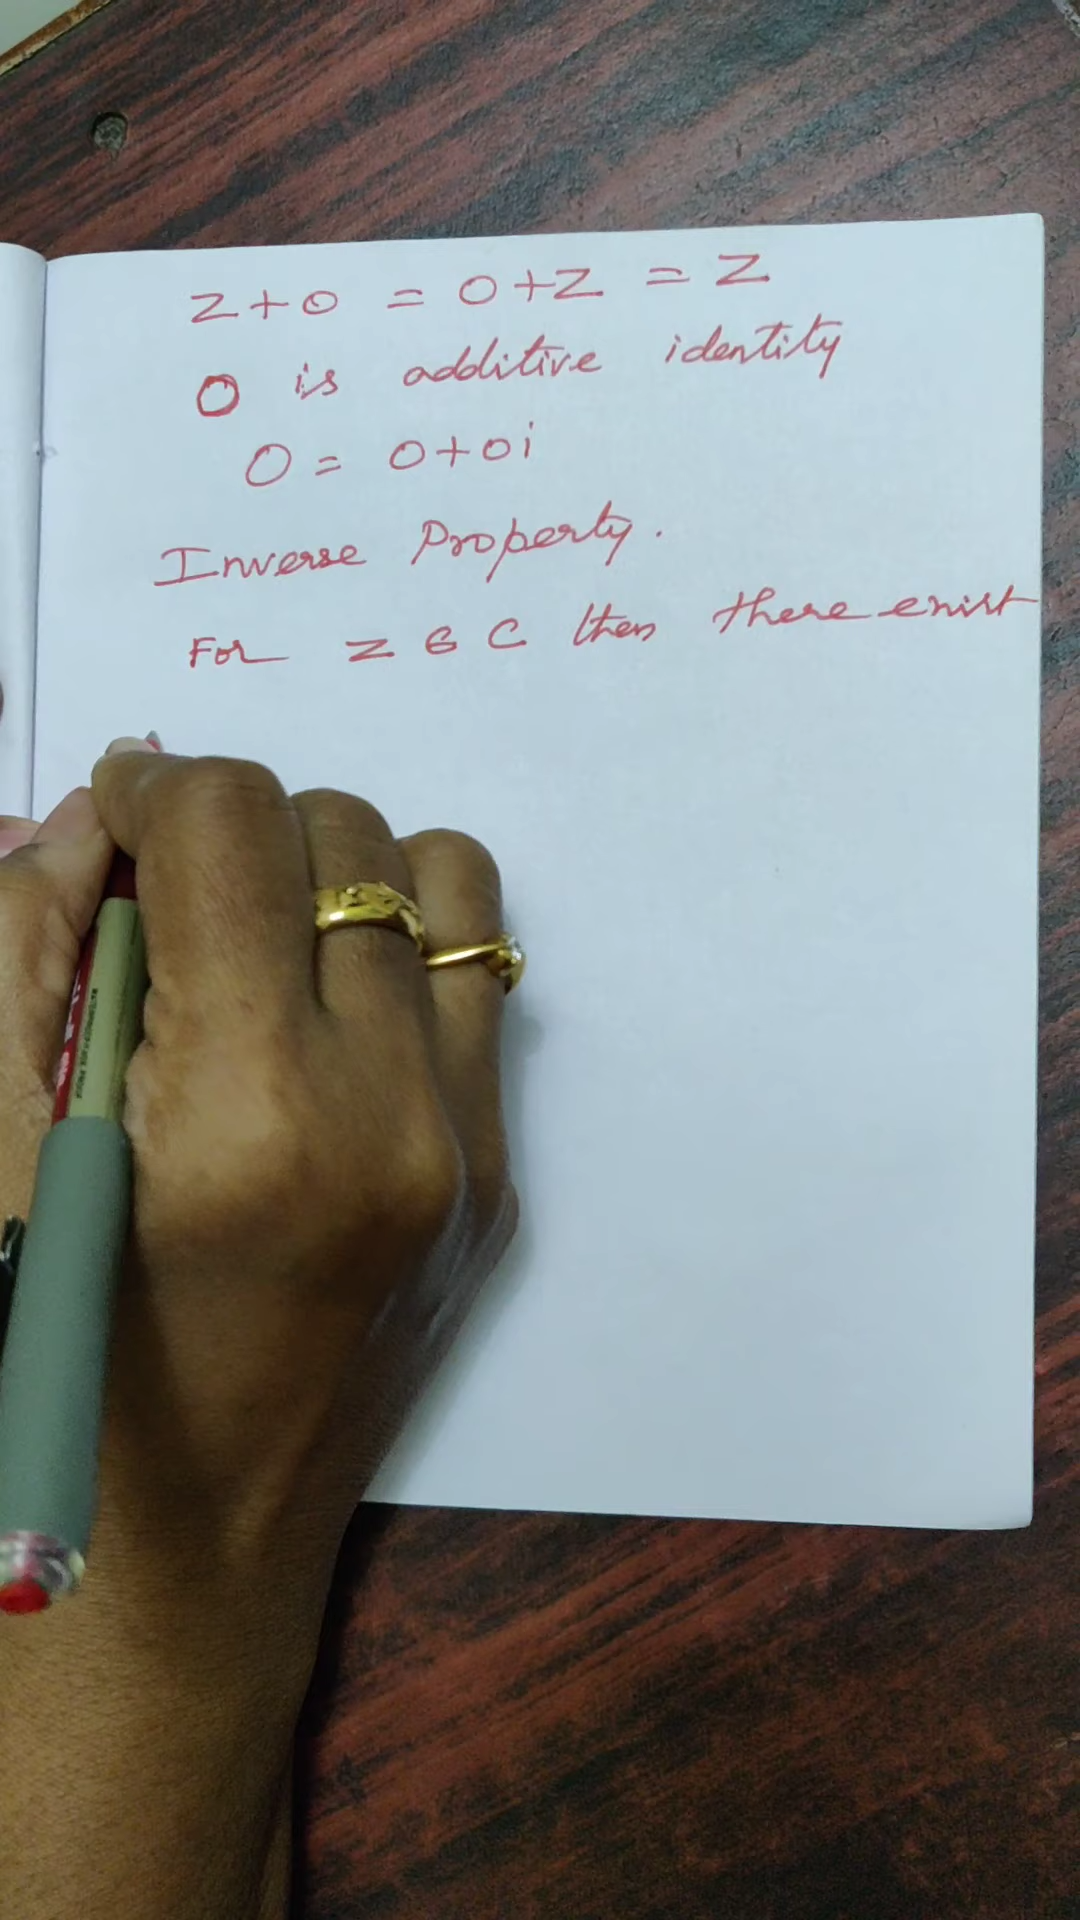 Z+0 = 0+Z = Z
0 is additive identity
0 = 0+0i
Inverse Property.
For Z ∈ C then there exist